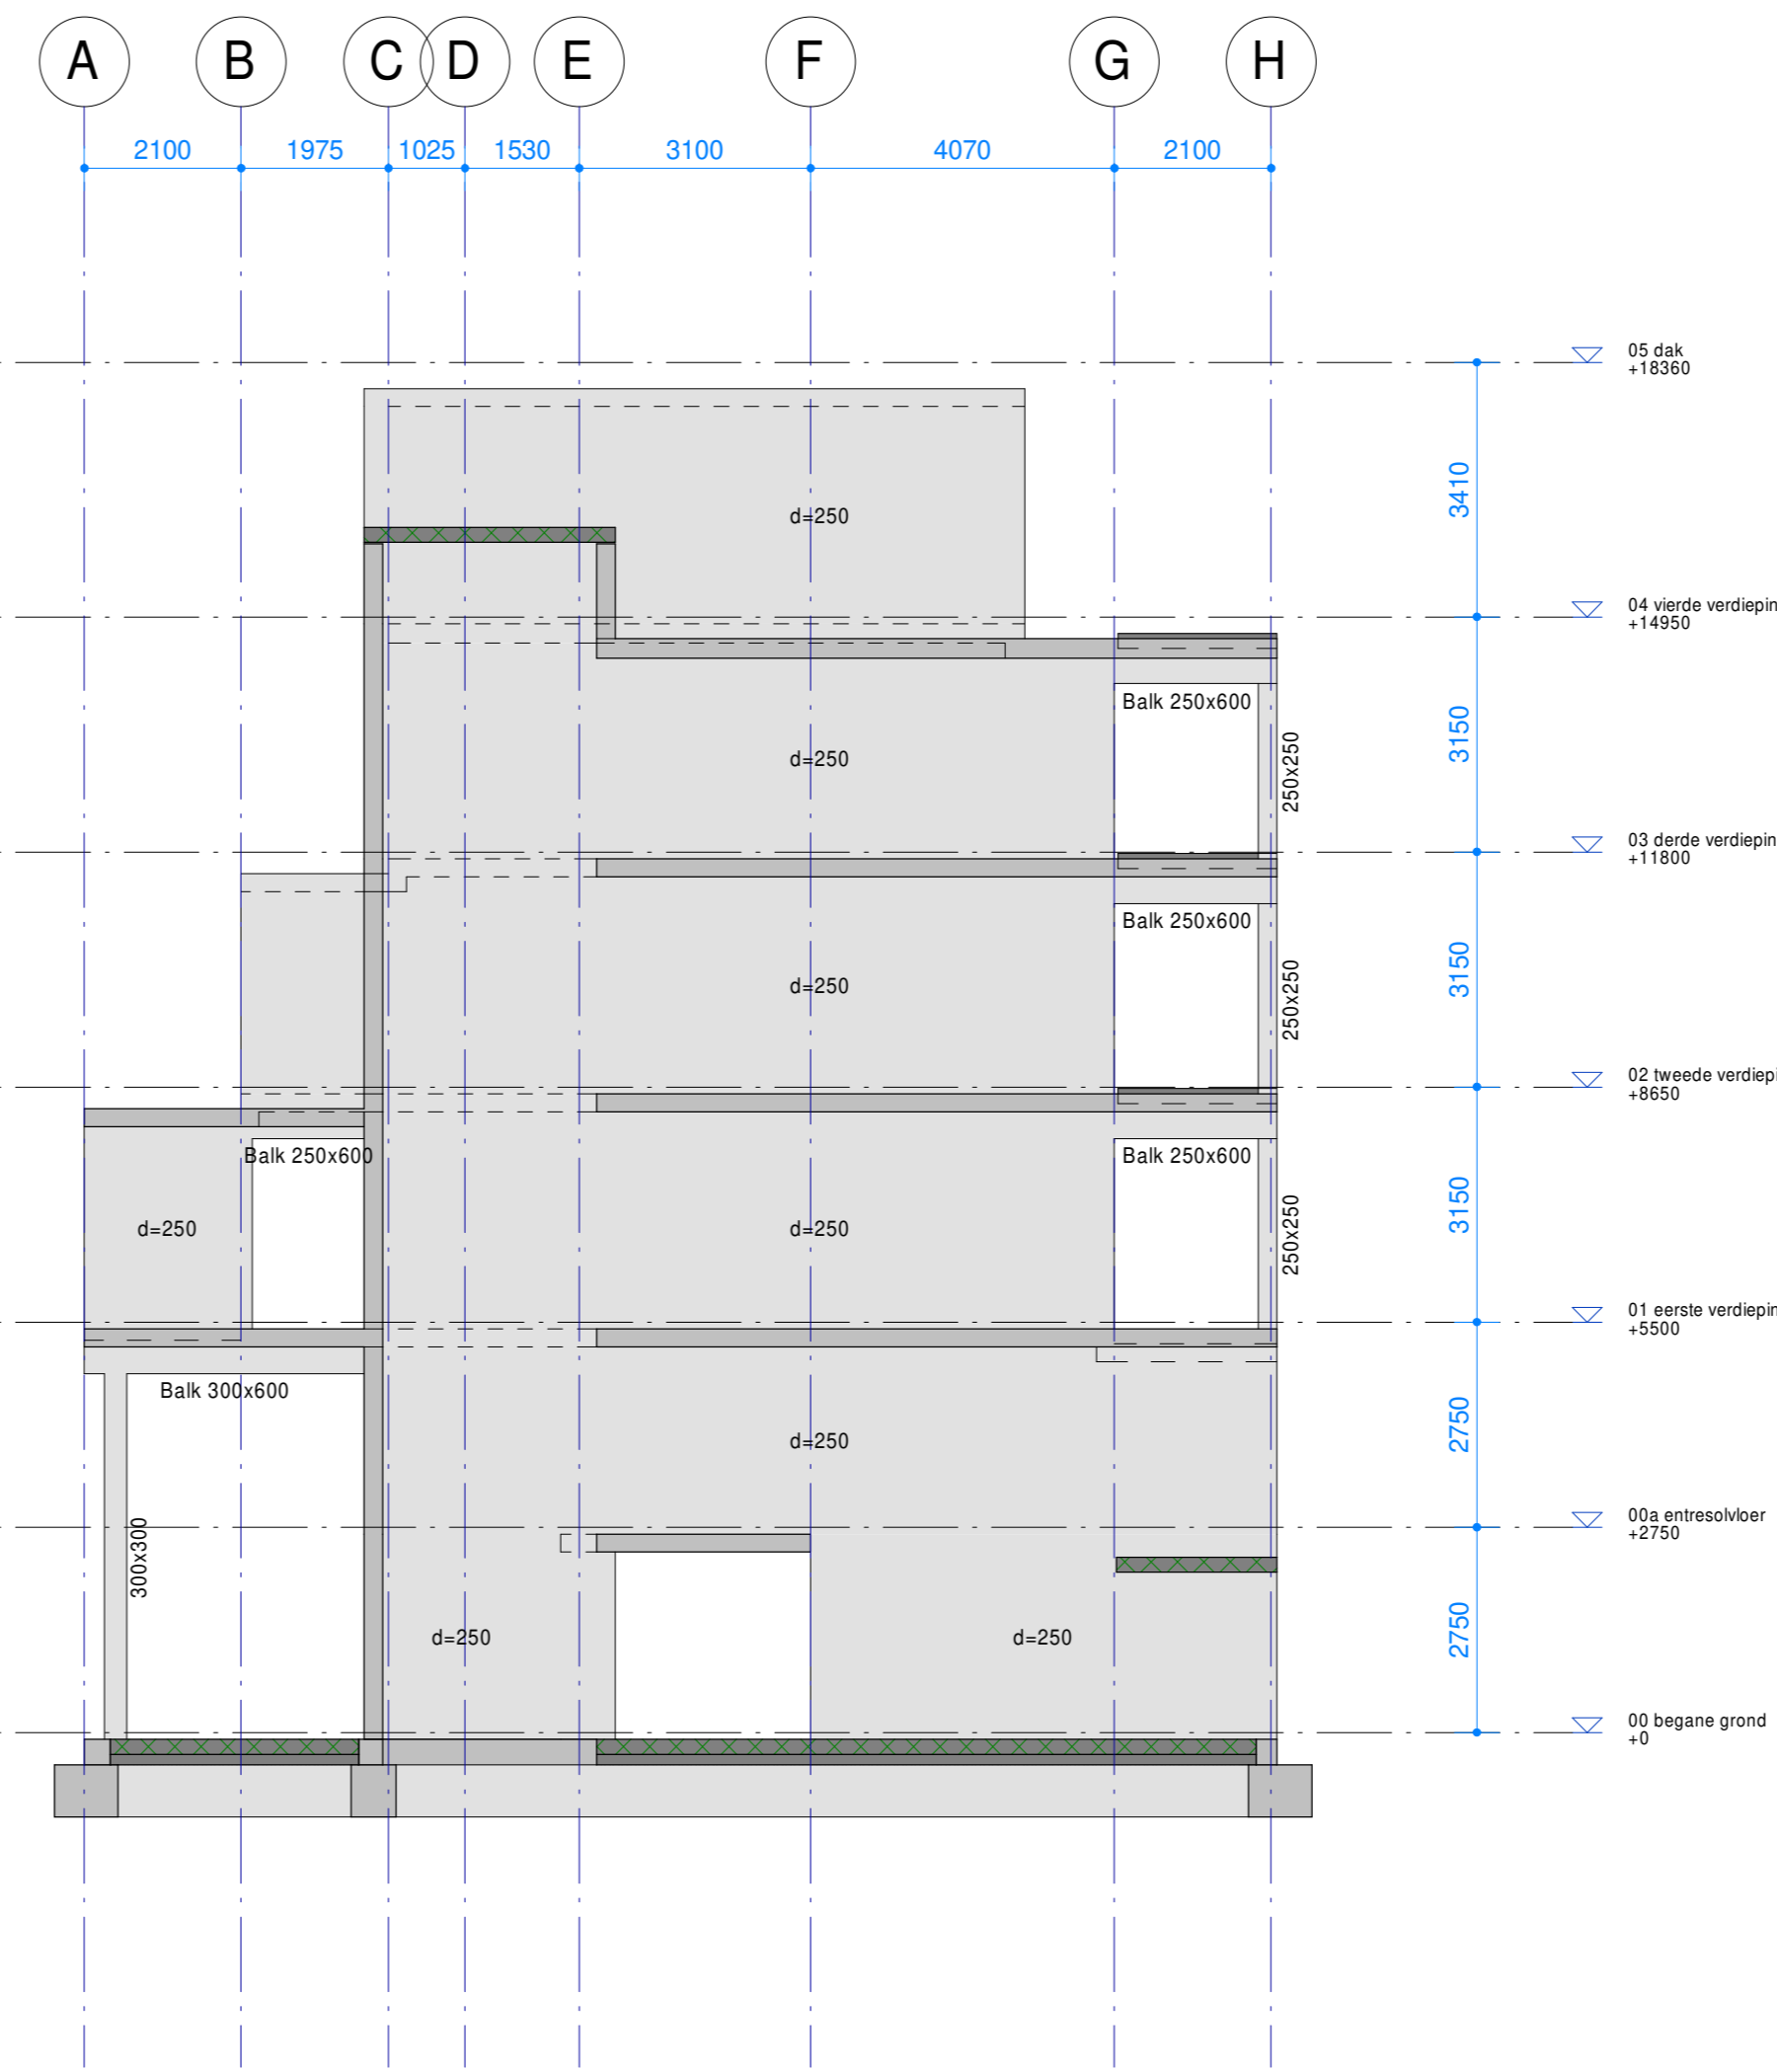 A B C D E F G H
2100 1975 1025 1530 3100 4070 2100
05 dak
+18360
3410
d=250
04 vierde verdiepin
+14950
Balk 250x600
3150
d=250
250x250
03 derde verdiepin
+11800
Balk 250x600
3150
d=250
250x250
02 tweede verdiepi
+8650
Balk 250x600
Balk 250x600
3150
d=250
d=250
250x250
01 eerste verdiepin
+5500
Balk 300x600
2750
d=250
00a entresolvloer
+2750
300x300
2750
d=250
d=250
00 begane grond
+0